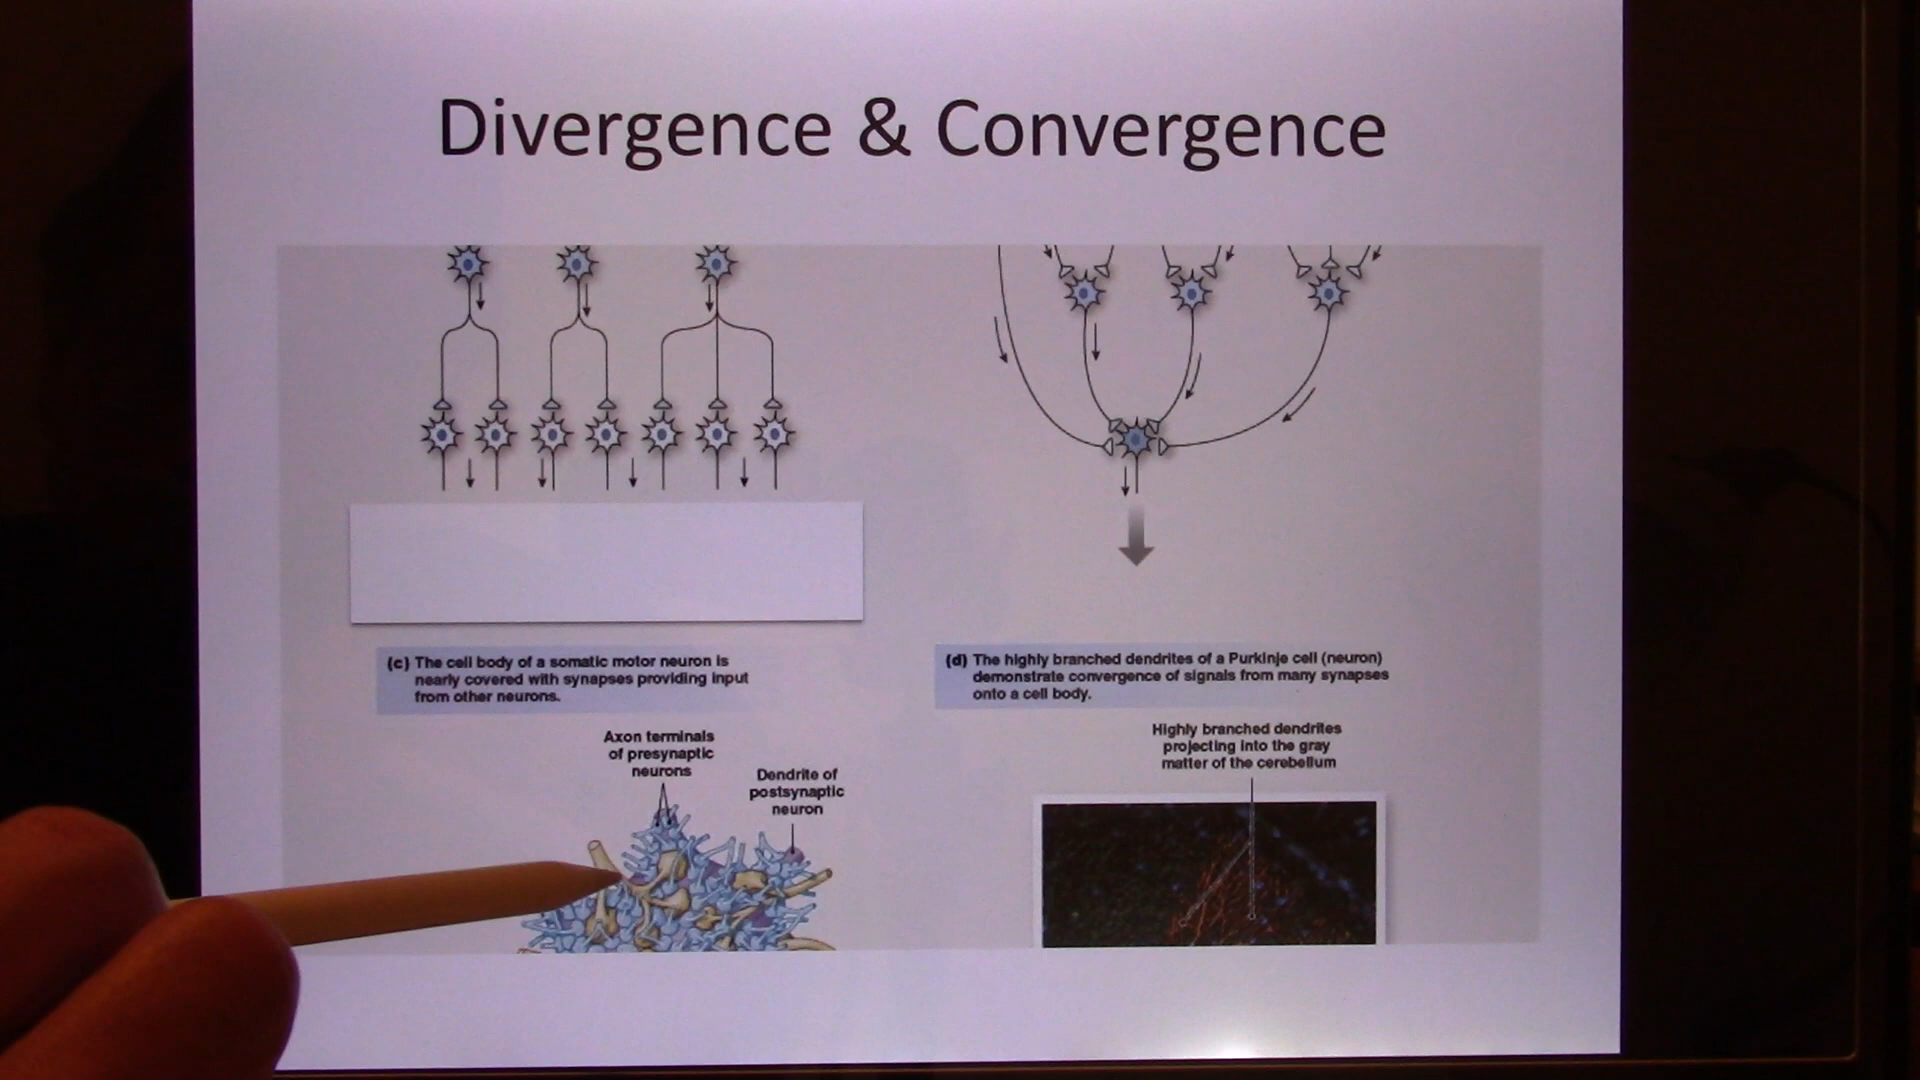 Divergence & Convergence
(c) The cell body of a somatic motor neuron is
nearly covered with synapses providing input
from other neurons.
Axon terminals
of presynaptic
neurons
Dendrite of
postsynaptic
neuron
(d) The highly branched dendrites of a Purkinje cell (neuron)
demonstrate convergence of signals from many synapses
onto a cell body.
Highly branched dendrites
projecting into the gray
matter of the cerebellum